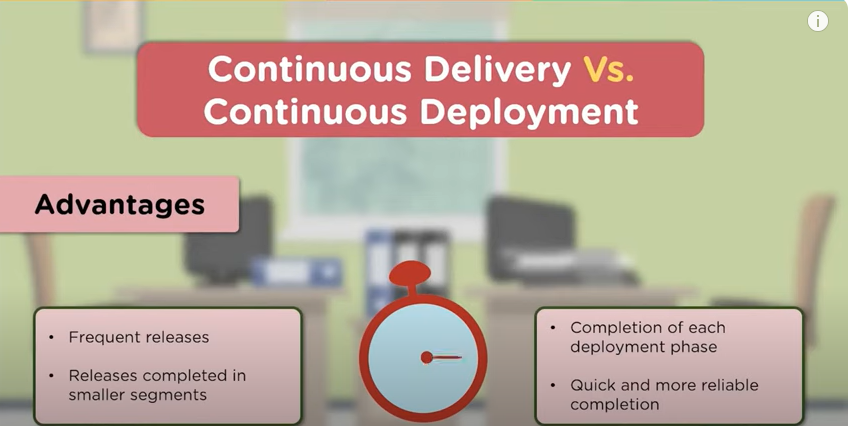 Continuous Delivery Vs.
Continuous Deployment
Advantages
• Frequent releases
• Releases completed in
smaller segments
• Completion of each
deployment phase
• Quick and more reliable
completion